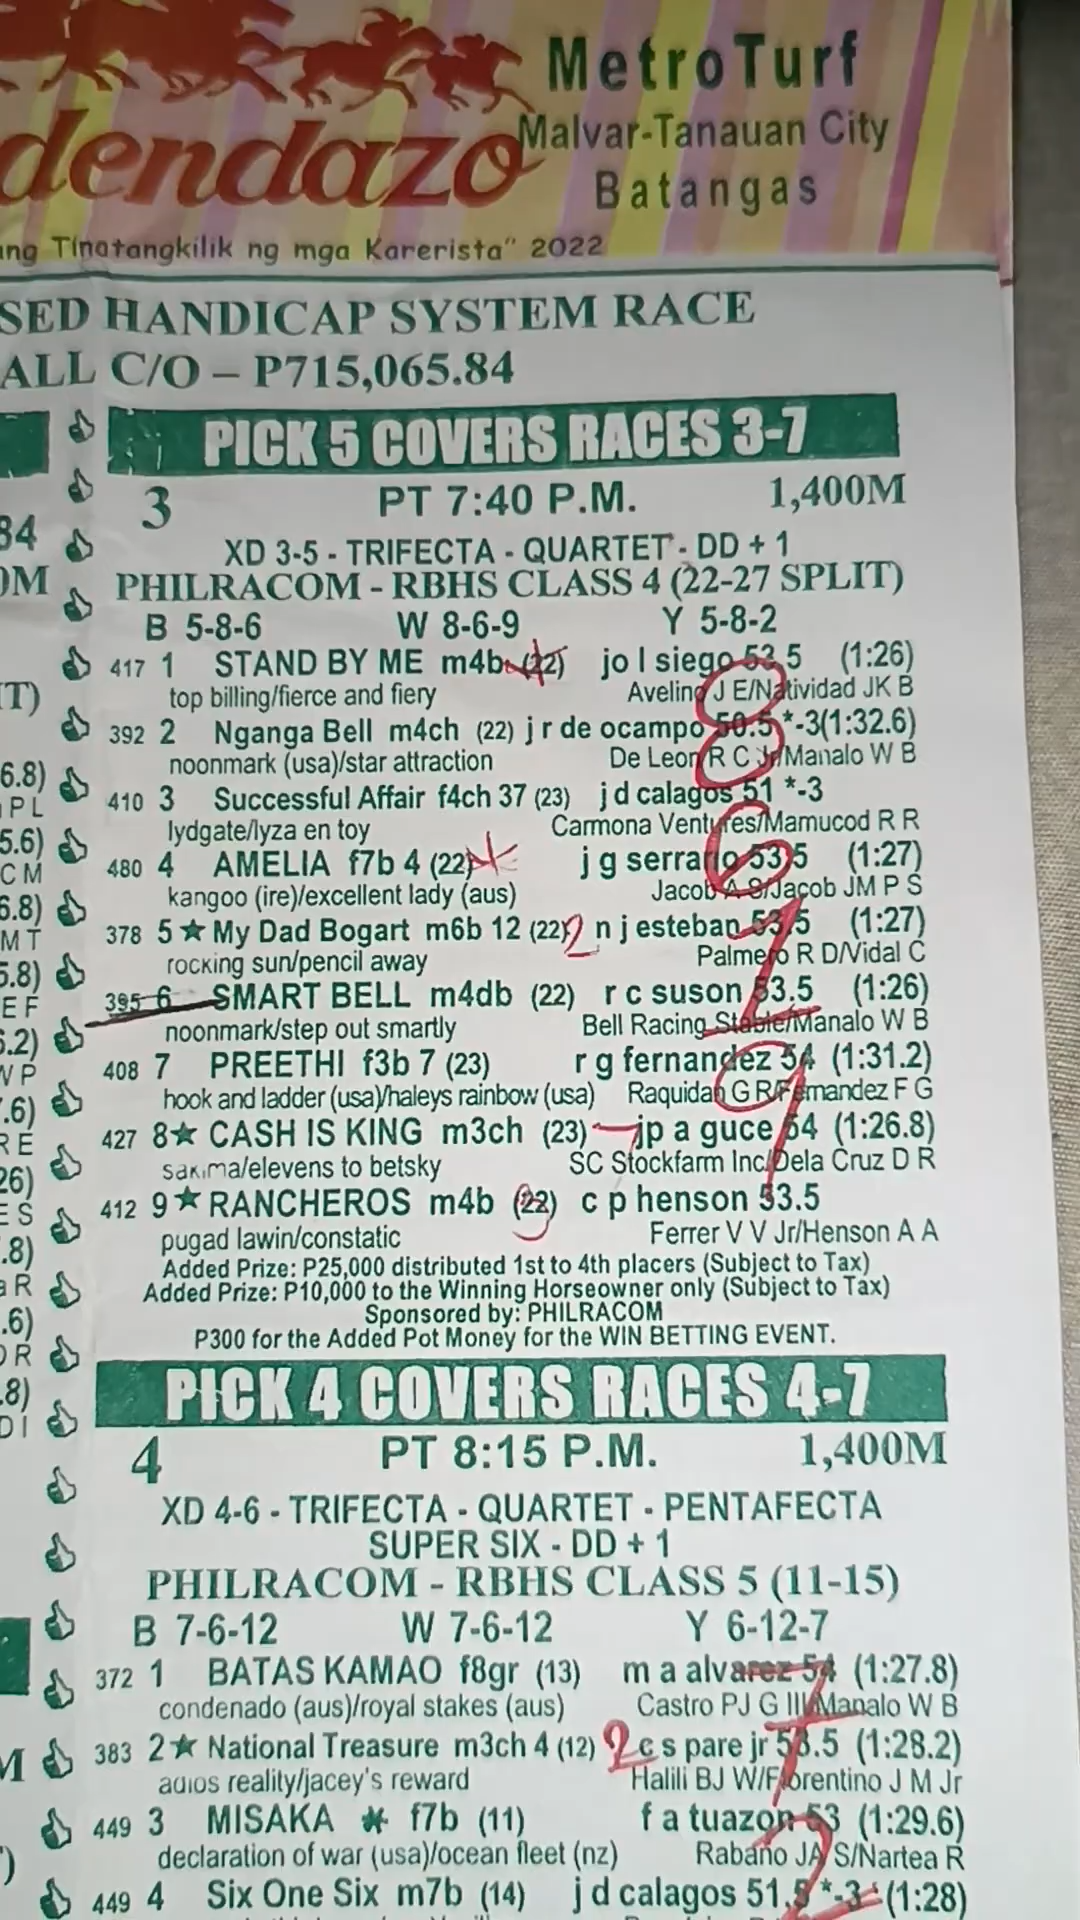 MetroTurf
dendazo
Malvar-Tanauan City
Batangas
ang Tinatangkilik ng mga Karerista" 2022
SED HANDICAP SYSTEM RACE
ALL C/O – P715,065.84
PICK 5 COVERS RACES 3-7
3 PT 7:40 P.M. 1,400M
XD 3-5 - TRIFECTA - QUARTET - DD + 1
PHILRACOM - RBHS CLASS 4 (22-27 SPLIT)
B 5-8-6 W 8-6-9 Y 5-8-2
417 1 STAND BY ME m4b (22) jo l siego 53.5 (1:26)
top billing/fierce and fiery Avelino J E/Natividad JK B
392 2 Nganga Bell m4ch (22) j r de ocampo 50.5 *-3(1:32.6)
noonmark (usa)/star attraction De Leon R C Jr/Manalo W B
410 3 Successful Affair f4ch 37 (23) j d calagos 51 *-3
lydgate/lyza en toy Carmona Ventures/Mamucod R R
480 4 AMELIA f7b 4 (22) j g serrano 53.5 (1:27)
kangoo (ire)/excellent lady (aus) Jacob A S/Jacob JM P S
378 5 ★ My Dad Bogart m6b 12 (22) 2 n j esteban 53.5 (1:27)
rocking sun/pencil away Palmero R D/Vidal C
395 6 SMART BELL m4db (22) r c suson 53.5 (1:26)
noonmark/step out smartly Bell Racing Stable/Manalo W B
408 7 PREETHI f3b 7 (23) r g fernandez 54 (1:31.2)
hook and ladder (usa)/haleys rainbow (usa) Raquidan G R/Fernandez F G
427 8★ CASH IS KING m3ch (23) jp a guce 54 (1:26.8)
sakima/elevens to betsky SC Stockfarm Inc/Dela Cruz D R
412 9 ★ RANCHEROS m4b (22) c p henson 53.5
pugad lawin/constatic Ferrer V V Jr/Henson A A
Added Prize: P25,000 distributed 1st to 4th placers (Subject to Tax)
Added Prize: P10,000 to the Winning Horseowner only (Subject to Tax)
Sponsored by: PHILRACOM
P300 for the Added Pot Money for the WIN BETTING EVENT.
PICK 4 COVERS RACES 4-7
4 PT 8:15 P.M. 1,400M
XD 4-6 - TRIFECTA - QUARTET - PENTAFECTA
SUPER SIX - DD + 1
PHILRACOM - RBHS CLASS 5 (11-15)
B 7-6-12 W 7-6-12 Y 6-12-7
372 1 BATAS KAMAO f8gr (13) m a alvarez 54 (1:27.8)
condenado (aus)/royal stakes (aus) Castro PJ G III/Manalo W B
383 2★ National Treasure m3ch 4 (12) 2 c s pare jr 53.5 (1:28.2)
adios reality/jacey's reward Halili BJ W/Florentino J M Jr
449 3 MISAKA * f7b (11) f a tuazon 53 (1:29.6)
declaration of war (usa)/ocean fleet (nz) Rabano JA S/Nartea R
449 4 Six One Six m7b (14) j d calagos 51.5 *-3 (1:28)